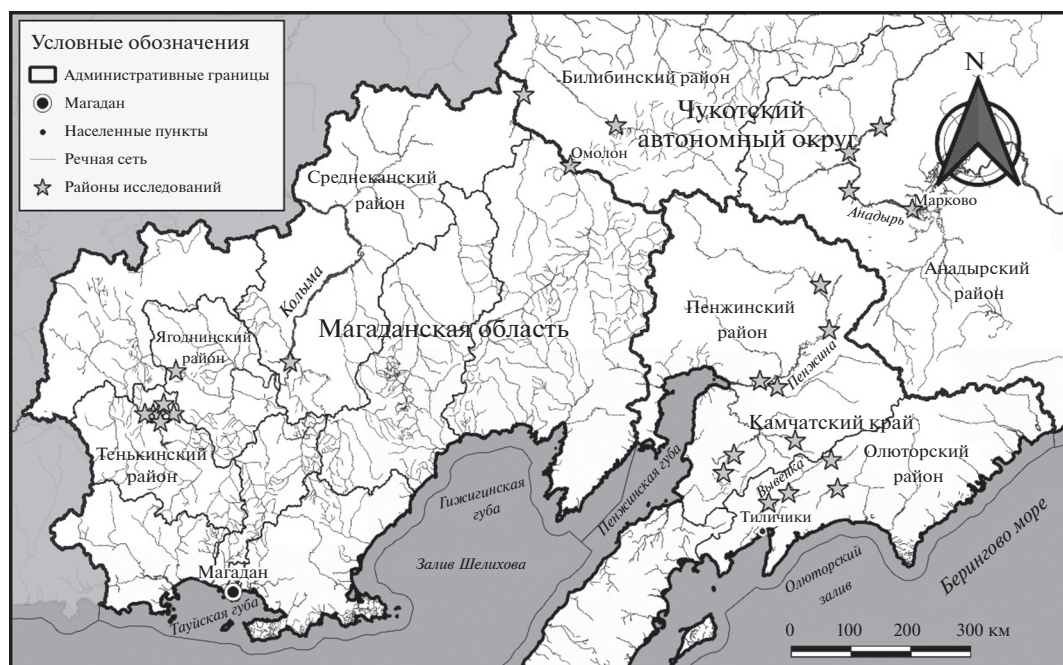 Условные обозначения
Административные границы
Магадан
Населенные пункты
Речная сеть
Районы исследований
N
Билибинский район
Чукотский
автономный округ
Омолон
Среднеканский
район
Марково
Анадырь
Анадырский
район
Колыма
Пенжинский
район
Магаданская область
Ягоднинский
район
Пенжина
Камчатский край
Тенькинский
район
Олюторский
район
Вывенка
Гижигинская
губа
Пенжинская губа
Тиличики
Залив Шелихова
Магадан
Тауйская губа
Олюторский
залив
Берингово море
0 100 200 300 км